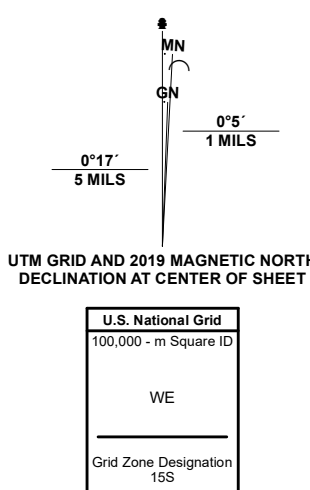 MN
GN
0°5´
1 MILS
0°17´
5 MILS
UTM GRID AND 2019 MAGNETIC NORTH
DECLINATION AT CENTER OF SHEET
U.S. National Grid
100,000 - m Square ID
WE
Grid Zone Designation
15S